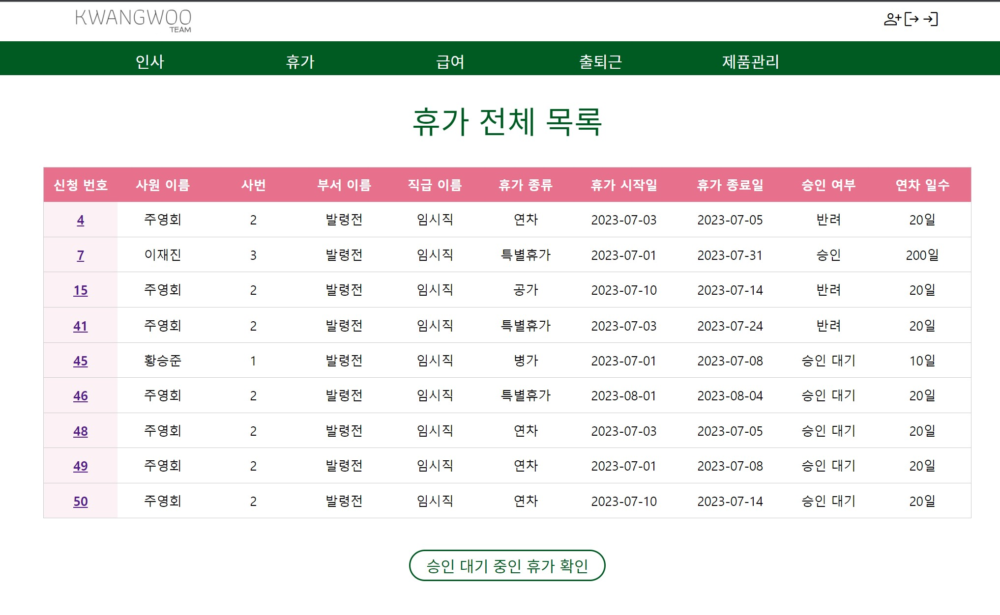 KWANGWOO
TEAM
인사 휴가 급여 출퇴근 제품관리
휴가 전체 목록
신청 번호 사원 이름 사번 부서 이름 직급 이름 휴가 종류 휴가 시작일 휴가 종료일 승인 여부 연차 일수
4 주영회 2 발령전 임시직 연차 2023-07-03 2023-07-05 반려 20일
7 이재진 3 발령전 임시직 특별휴가 2023-07-01 2023-07-31 승인 200일
15 주영회 2 발령전 임시직 공가 2023-07-10 2023-07-14 반려 20일
41 주영회 2 발령전 임시직 특별휴가 2023-07-03 2023-07-24 반려 20일
45 황승준 1 발령전 임시직 병가 2023-07-01 2023-07-08 승인 대기 10일
46 주영회 2 발령전 임시직 특별휴가 2023-08-01 2023-08-04 승인 대기 20일
48 주영회 2 발령전 임시직 연차 2023-07-03 2023-07-05 승인 대기 20일
49 주영회 2 발령전 임시직 연차 2023-07-01 2023-07-08 승인 대기 20일
50 주영회 2 발령전 임시직 연차 2023-07-10 2023-07-14 승인 대기 20일
승인 대기 중인 휴가 확인